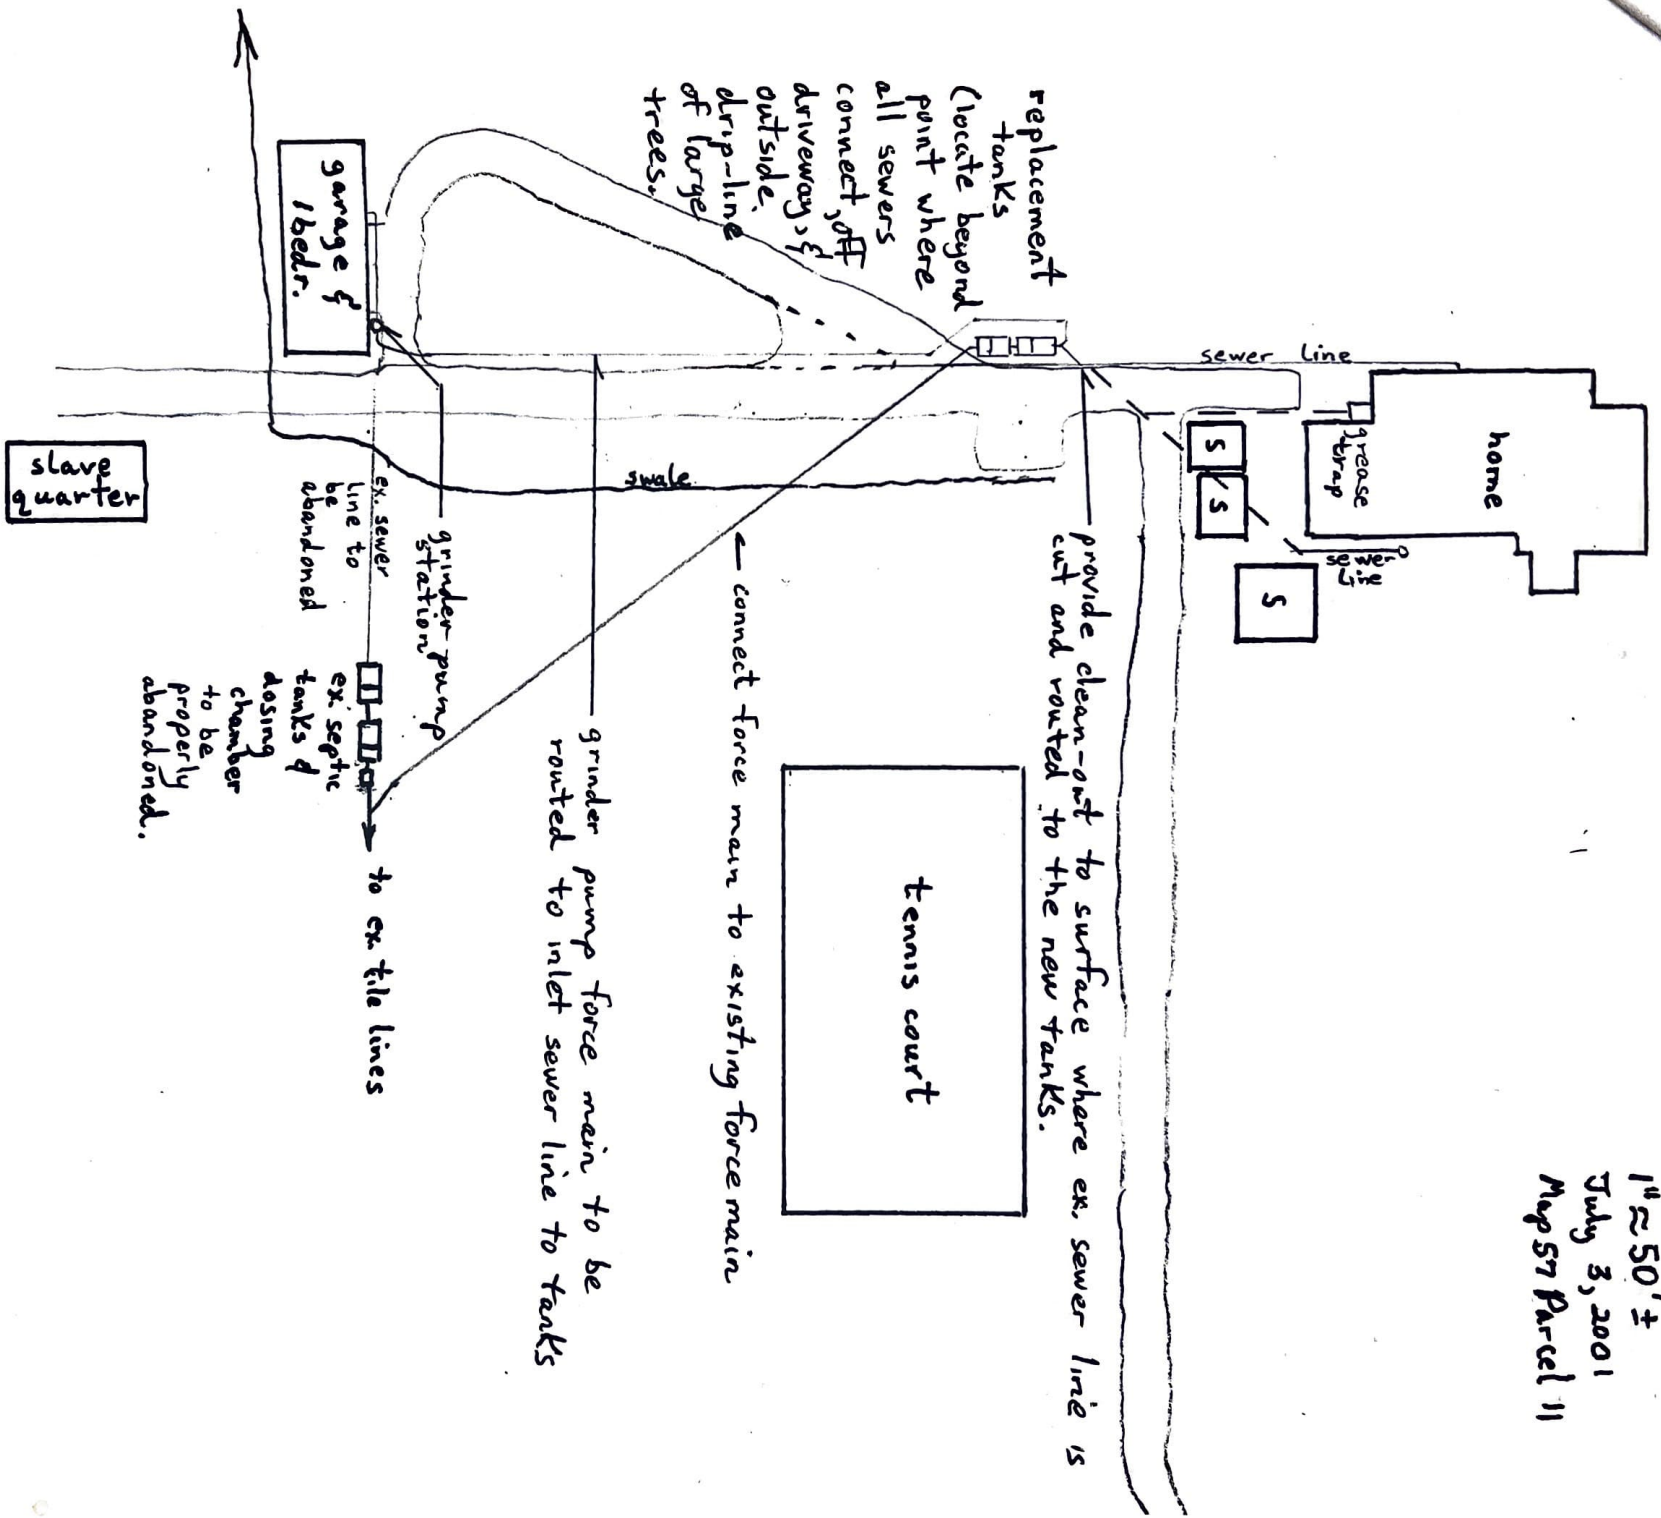 1" ≈ 50' ±
July 3, 2001
Map 57 Parcel 11
home
sewer line
grease
trap
sewer
line
S
S
S
replacement
tanks
(locate beyond
point where
all sewers
connect, off
driveway, &
outside
drip-line
of large
trees.
provide clean-out to surface where ex. sewer line is
cut and routed to the new tanks.
tennis court
swale
← connect force main to existing force main
grinder pump force main to be
routed to inlet sewer line to tanks
grinder pump
station
garage &
1 bedr.
ex. sewer
line to
be
abandoned
ex septic
tanks &
dosing
chamber
to be
properly
abandoned.
to ex. tile lines
slave
quarter